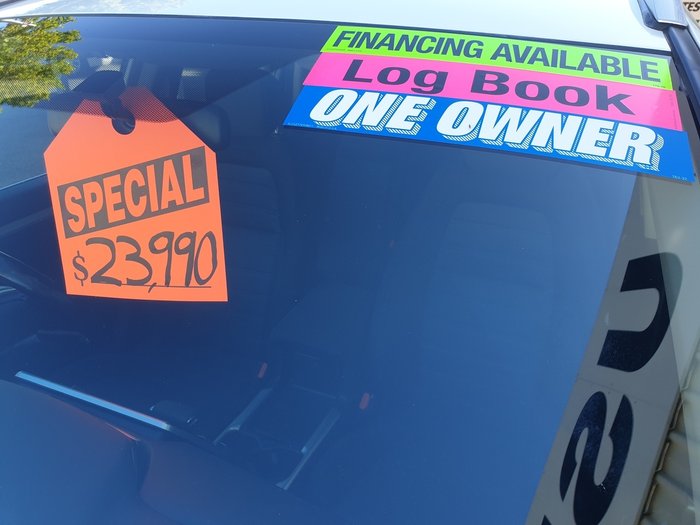 FINANCING AVAILABLE
Log Book
ONE OWNER
SPECIAL
$23,990